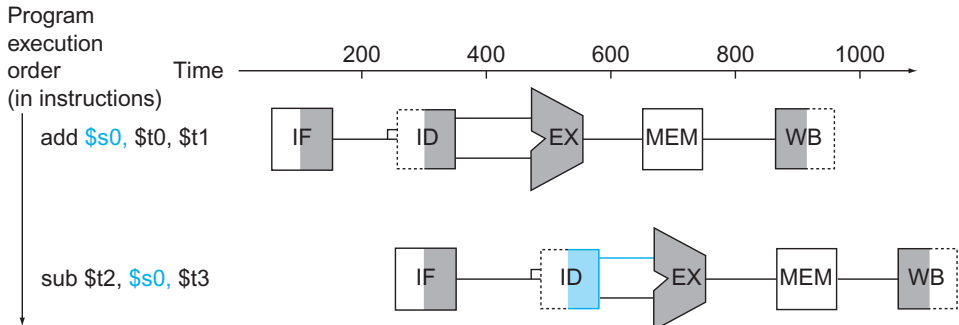 Program
execution
order
(in instructions)
Time
200 400 600 800 1000
add $s0, $t0, $t1
IF ID EX MEM WB
sub $t2, $s0, $t3
IF ID EX MEM WB